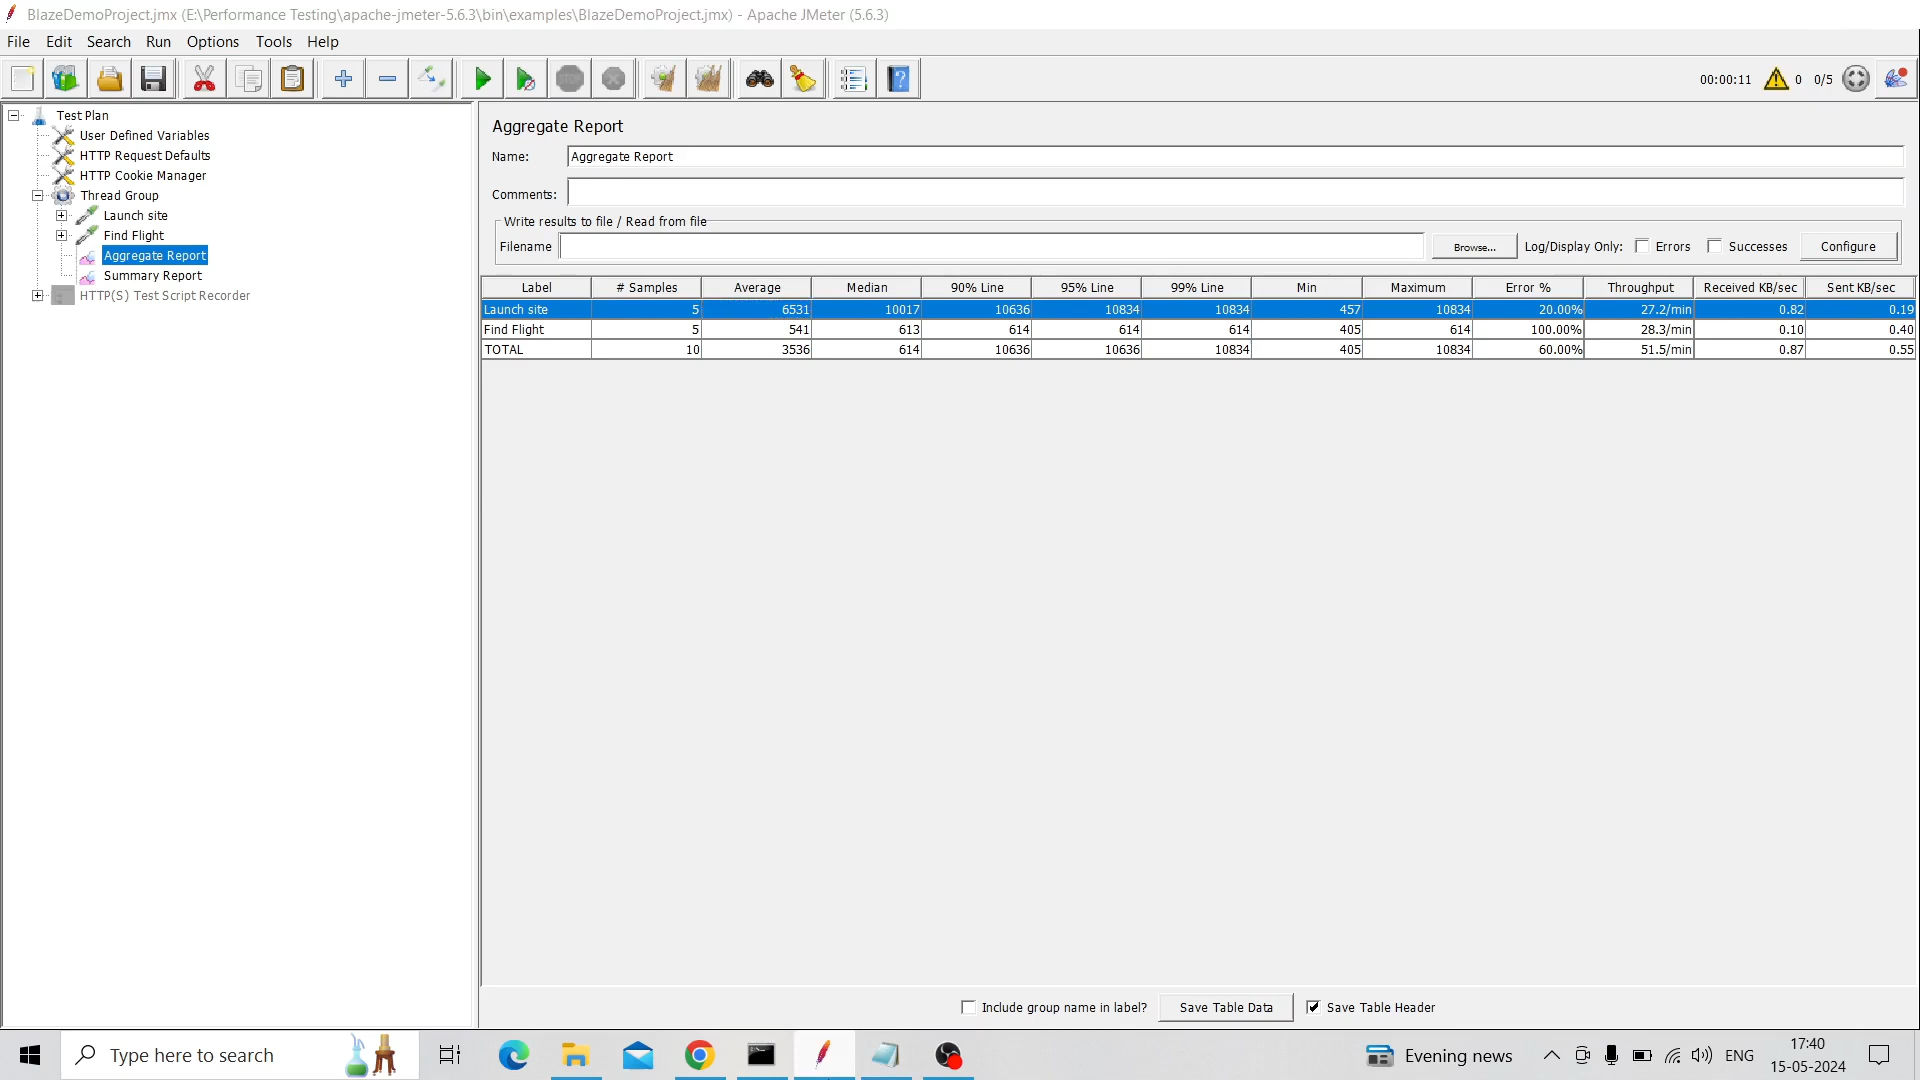 BlazeDemoProject.jmx (E:\Performance Testing\apache-jmeter-5.6.3\bin\examples\BlazeDemoProject.jmx) - Apache JMeter (5.6.3)
File Edit Search Run Options Tools Help
00:00:11 0 0/5
Test Plan
User Defined Variables
HTTP Request Defaults
HTTP Cookie Manager
Thread Group
Launch site
Find Flight
Aggregate Report
Summary Report
HTTP(S) Test Script Recorder
Aggregate Report
Name: Aggregate Report
Comments:
Write results to file / Read from file
Filename Browse... Log/Display Only: Errors Successes Configure
Label # Samples Average Median 90% Line 95% Line 99% Line Min Maximum Error % Throughput Received KB/sec Sent KB/sec
Launch site 5 6531 10017 10636 10834 10834 457 10834 20.00% 27.2/min 0.82 0.19
Find Flight 5 541 613 614 614 614 405 614 100.00% 28.3/min 0.10 0.40
TOTAL 10 3536 614 10636 10636 10834 405 10834 60.00% 51.5/min 0.87 0.55
Include group name in label? Save Table Data Save Table Header
Type here to search Evening news ENG 17:40
15-05-2024